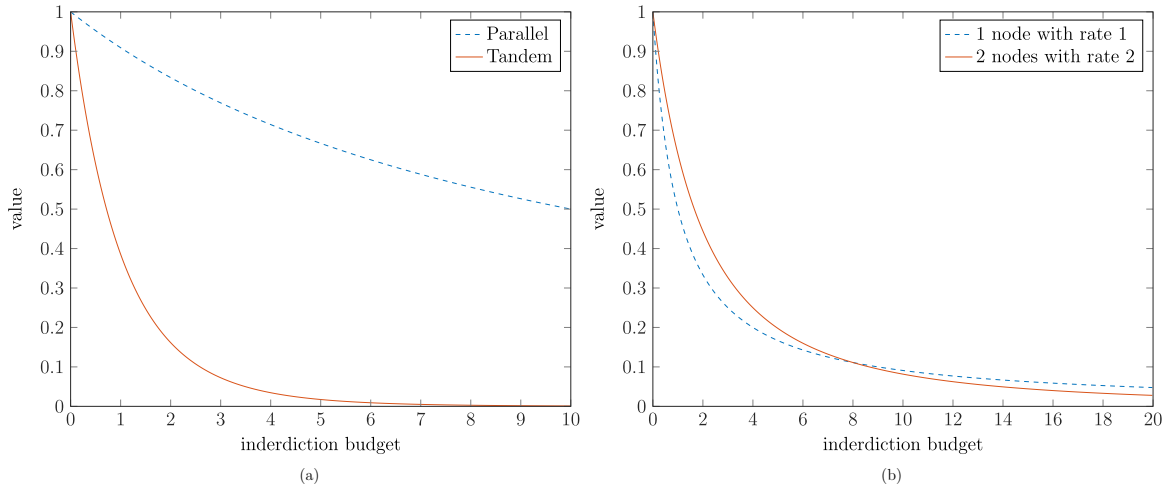 1
0.9
0.8
0.7
0.6
0.5
0.4
0.3
0.2
0.1
0
value
Parallel
Tandem
0 1 2 3 4 5 6 7 8 9 10
inderdiction budget
(a)
1
0.9
0.8
0.7
0.6
0.5
0.4
0.3
0.2
0.1
0
value
1 node with rate 1
2 nodes with rate 2
0 2 4 6 8 10 12 14 16 18 20
inderdiction budget
(b)